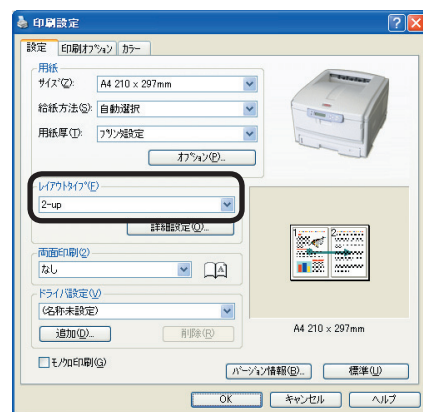 印刷設定
設定 印刷オプション カラー
用紙
サイズ(Z): A4 210 x 297mm
給紙方法(S): 自動選択
用紙厚(T): プリンタ設定
オプション(P)...
レイアウトタイプ(F)
2-up
詳細設定(O)...
両面印刷(2)
なし
A
ドライバ設定(V)
(名称未設定)
追加(D)... 削除(R)
1 2
A4 210 x 297mm
モノクロ印刷(G)
バージョン情報(B)... 標準(U)
OK キャンセル ヘルプ